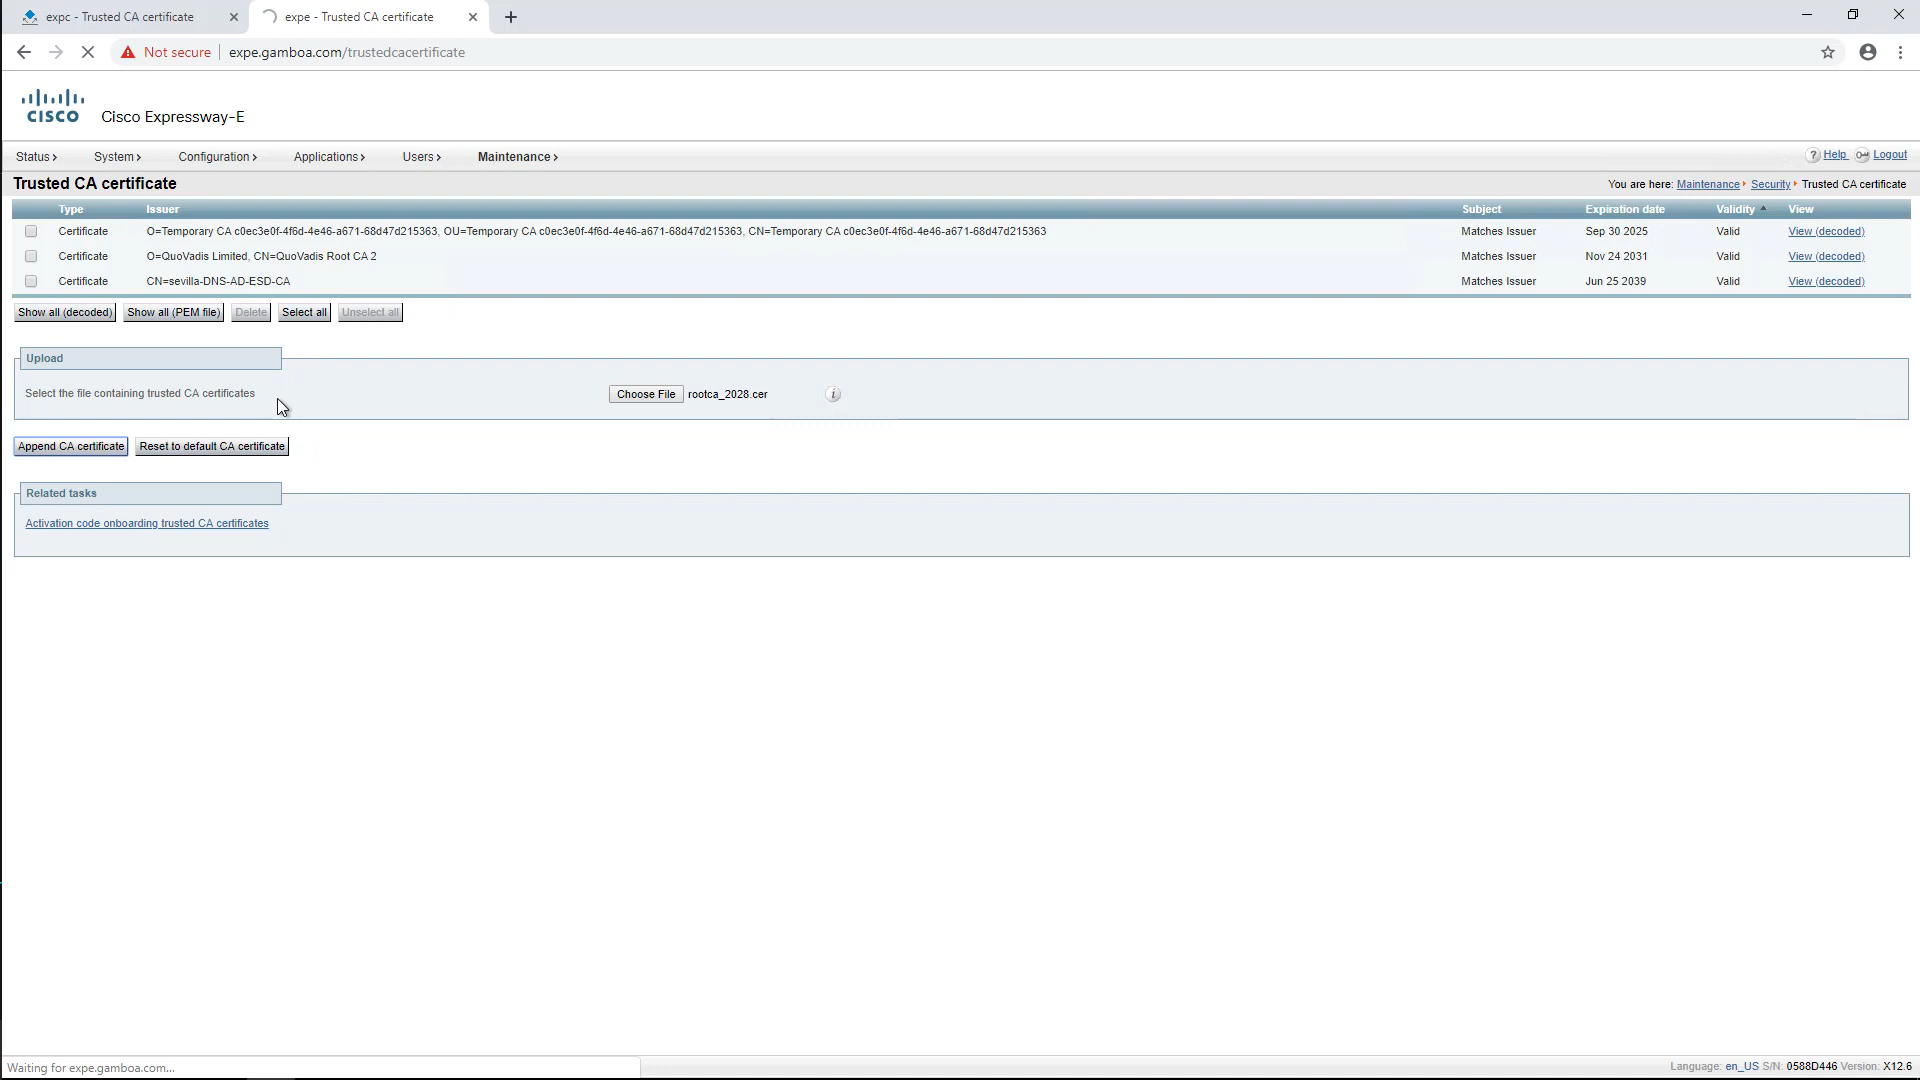 expc - Trusted CA certificate
expe - Trusted CA certificate
Not secure
expe.gamboa.com/trustedcacertificate
CISCO Cisco Expressway-E
Status System Configuration Applications Users Maintenance
? Help Logout
Trusted CA certificate
You are here: Maintenance Security Trusted CA certificate
Type Issuer Subject Expiration date Validity View
Certificate O=Temporary CA c0ec3e0f-4f6d-4e46-a671-68d47d215363, OU=Temporary CA c0ec3e0f-4f6d-4e46-a671-68d47d215363, CN=Temporary CA c0ec3e0f-4f6d-4e46-a671-68d47d215363 Matches Issuer Sep 30 2025 Valid View (decoded)
Certificate O=QuoVadis Limited, CN=QuoVadis Root CA 2 Matches Issuer Nov 24 2031 Valid View (decoded)
Certificate CN=sevilla-DNS-AD-ESD-CA Matches Issuer Jun 25 2039 Valid View (decoded)
Show all (decoded) Show all (PEM file) Delete Select all Unselect all
Upload
Select the file containing trusted CA certificates Choose File rootca_2028.cer i
Append CA certificate Reset to default CA certificate
Related tasks
Activation code onboarding trusted CA certificates
Waiting for expe.gamboa.com...
Language: en_US S/N: 0588D446 Version: X12.6